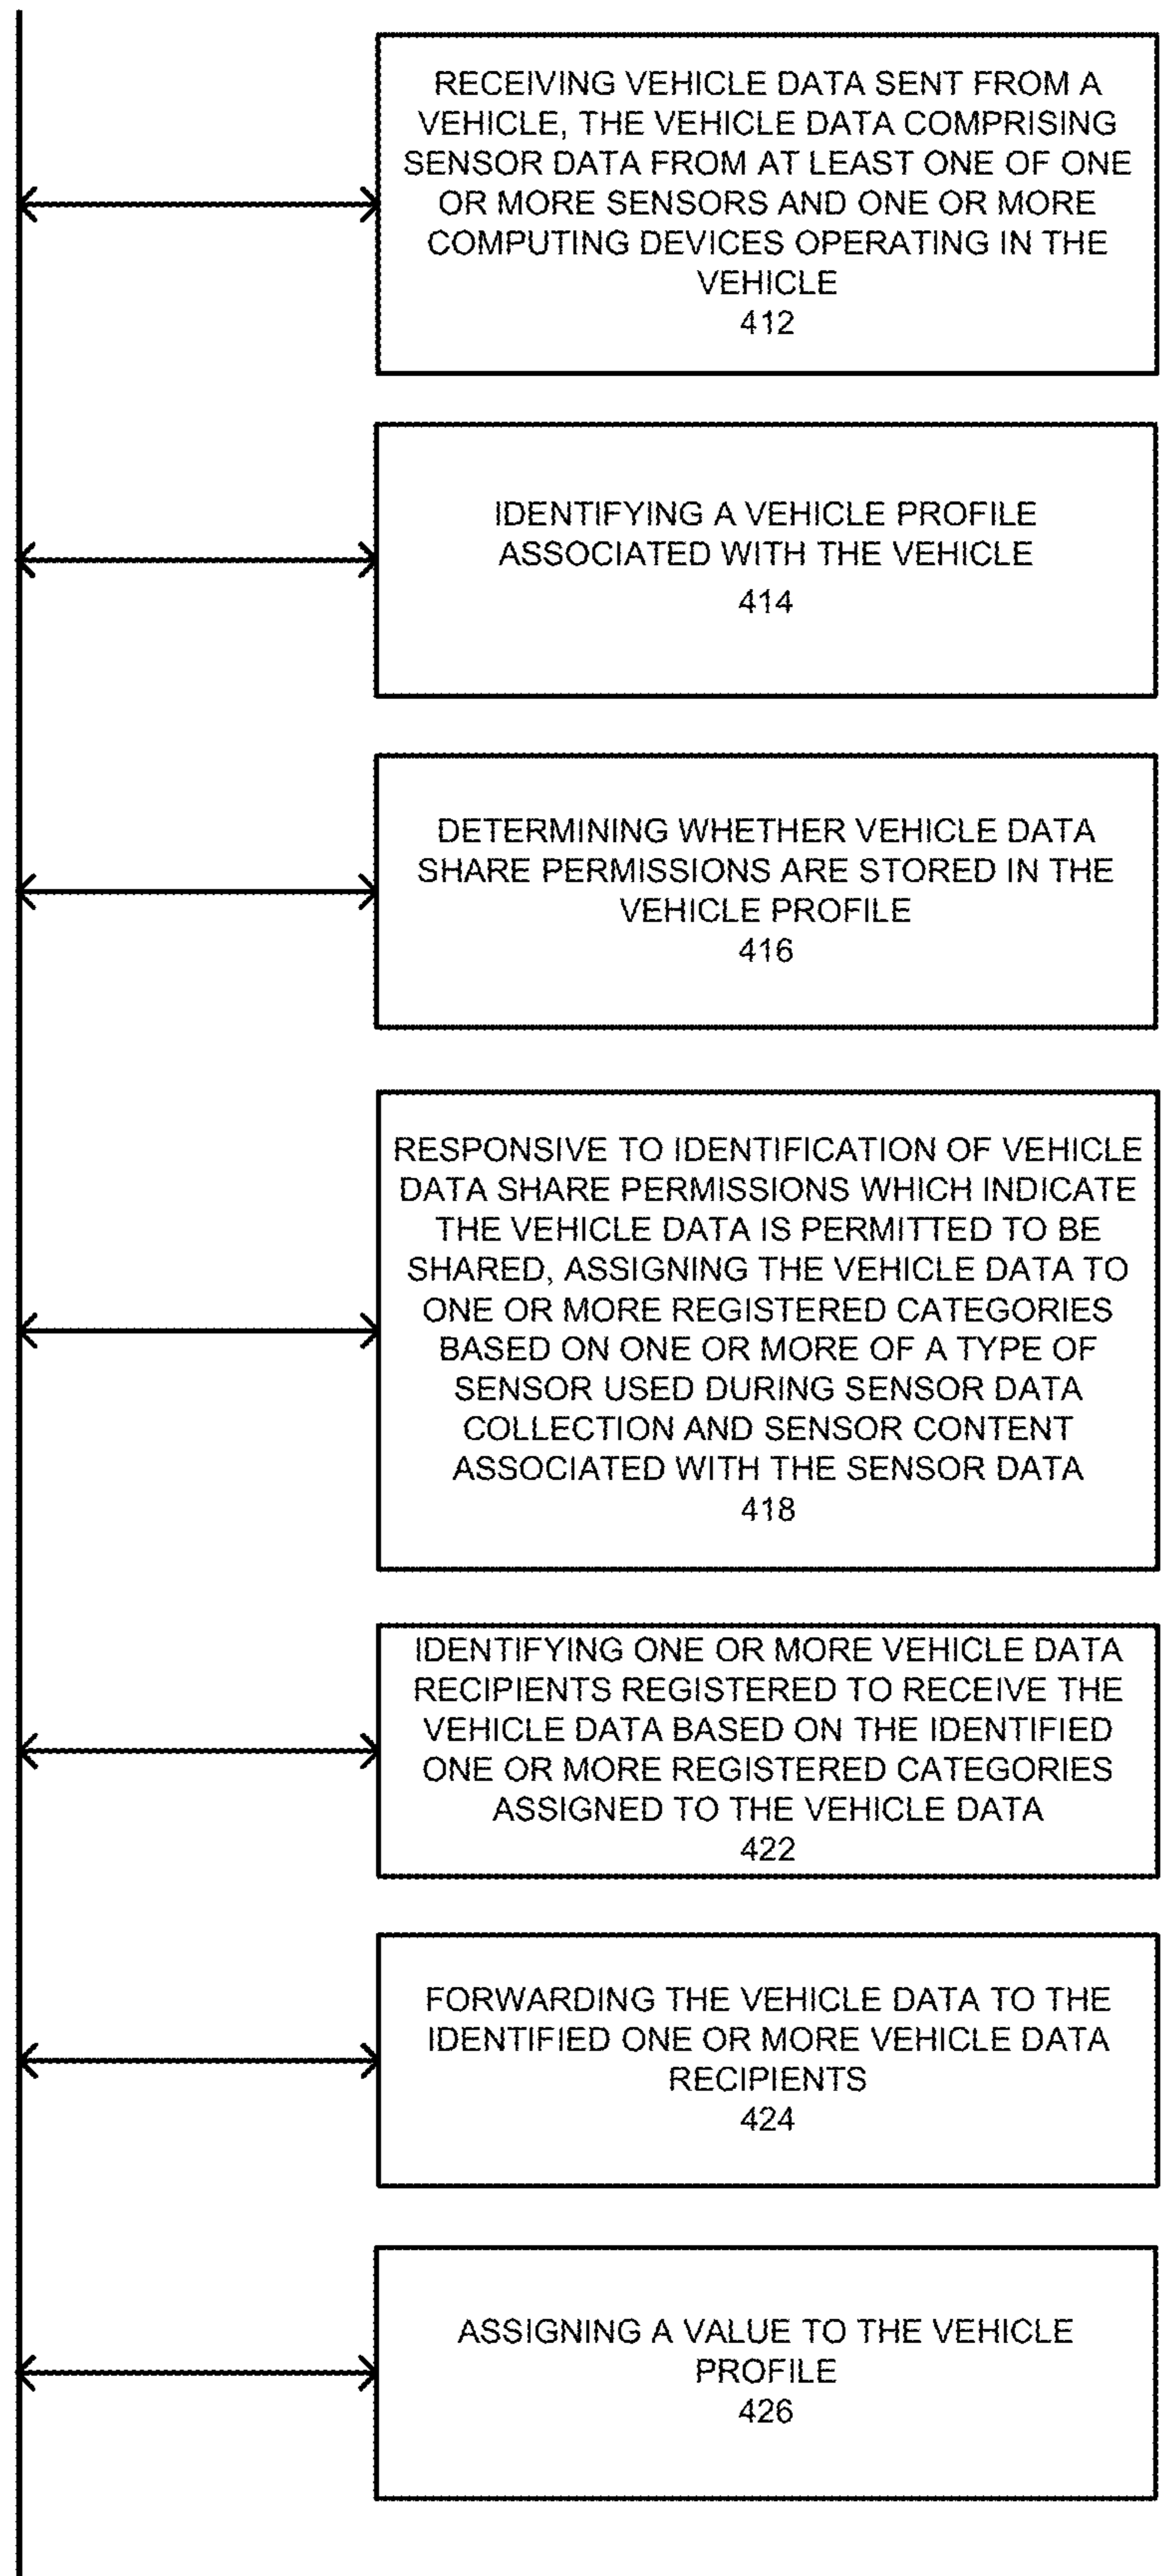 RECEIVING VEHICLE DATA SENT FROM A
VEHICLE, THE VEHICLE DATA COMPRISING
SENSOR DATA FROM AT LEAST ONE OF ONE
OR MORE SENSORS AND ONE OR MORE
COMPUTING DEVICES OPERATING IN THE
VEHICLE
412
IDENTIFYING A VEHICLE PROFILE
ASSOCIATED WITH THE VEHICLE
414
DETERMINING WHETHER VEHICLE DATA
SHARE PERMISSIONS ARE STORED IN THE
VEHICLE PROFILE
416
RESPONSIVE TO IDENTIFICATION OF VEHICLE
DATA SHARE PERMISSIONS WHICH INDICATE
THE VEHICLE DATA IS PERMITTED TO BE
SHARED, ASSIGNING THE VEHICLE DATA TO
ONE OR MORE REGISTERED CATEGORIES
BASED ON ONE OR MORE OF A TYPE OF
SENSOR USED DURING SENSOR DATA
COLLECTION AND SENSOR CONTENT
ASSOCIATED WITH THE SENSOR DATA
418
IDENTIFYING ONE OR MORE VEHICLE DATA
RECIPIENTS REGISTERED TO RECEIVE THE
VEHICLE DATA BASED ON THE IDENTIFIED
ONE OR MORE REGISTERED CATEGORIES
ASSIGNED TO THE VEHICLE DATA
422
FORWARDING THE VEHICLE DATA TO THE
IDENTIFIED ONE OR MORE VEHICLE DATA
RECIPIENTS
424
ASSIGNING A VALUE TO THE VEHICLE
PROFILE
426